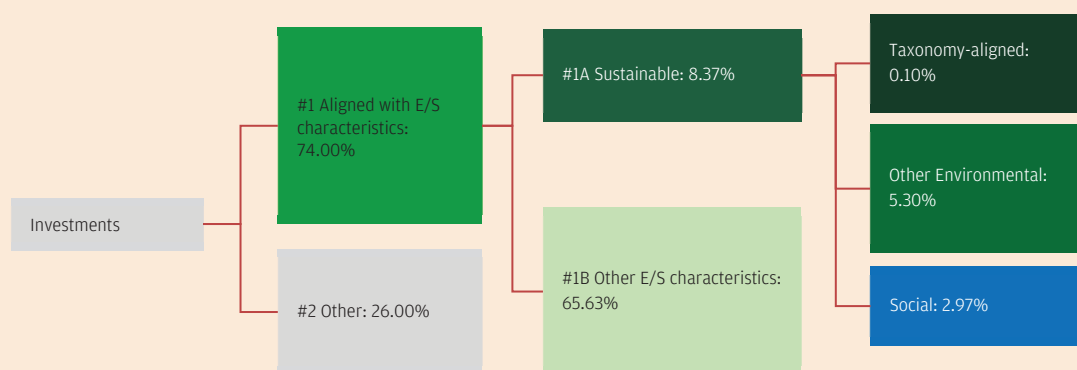 Investments
#1 Aligned with E/S
characteristics:
74.00%
#2 Other: 26.00%
#1A Sustainable: 8.37%
#1B Other E/S characteristics:
65.63%
Taxonomy-aligned:
0.10%
Other Environmental:
5.30%
Social: 2.97%